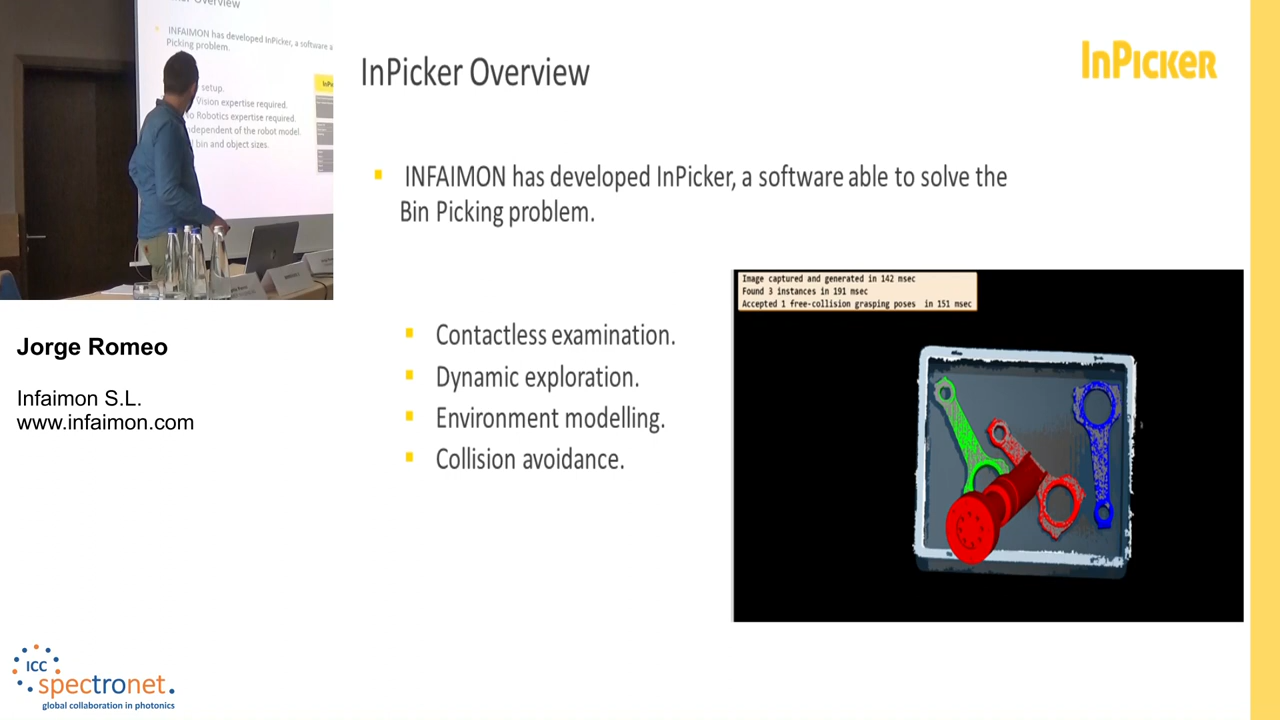 INFAIMON has developed InPicker, a software a
Picking problem.
setup.
Vision expertise required.
No Robotics expertise required.
independent of the robot model.
bin and object sizes.
Jorge Romeo
Infaimon S.L.
www.infaimon.com
ICC
spectronet.
global collaboration in photonics
InPicker Overview
InPICKER
INFAIMON has developed InPicker, a software able to solve the
Bin Picking problem.
Contactless examination.
Dynamic exploration.
Environment modelling.
Collision avoidance.
Image captured and generated in 142 msec
Found 3 instances in 191 msec
Accepted 1 free-collision grasping poses in 151 msec